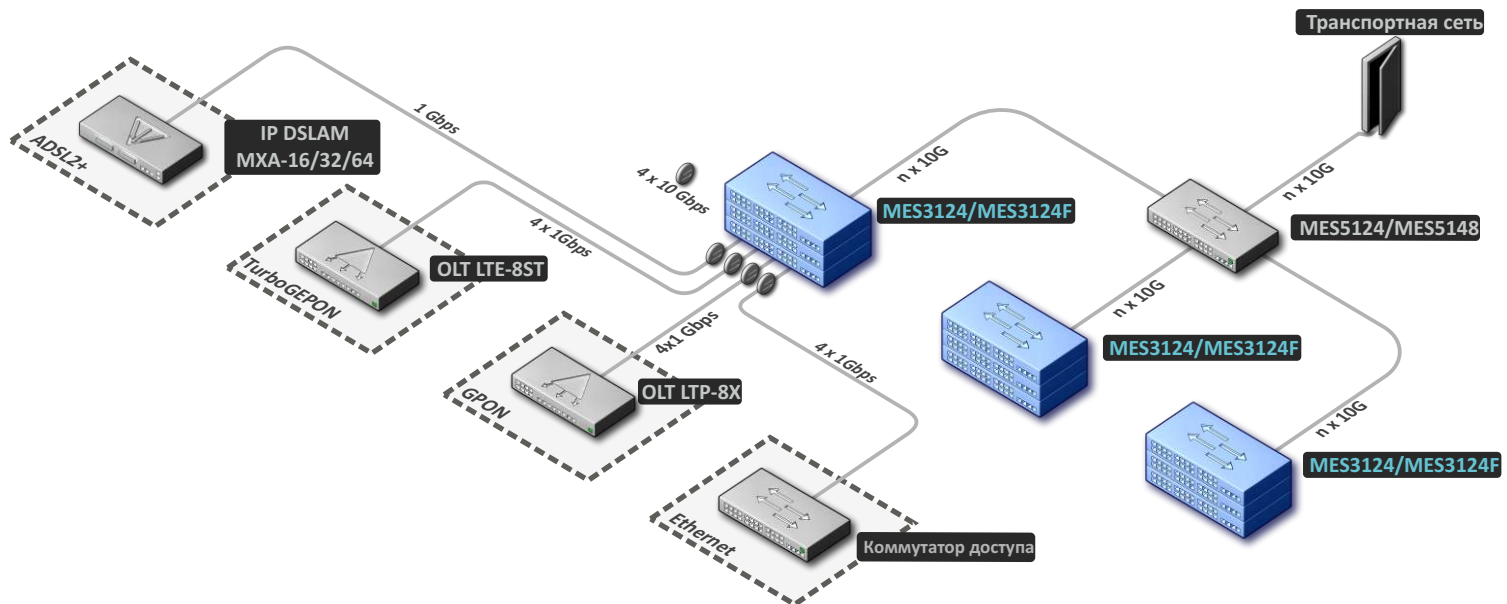 Транспортная сеть
1 Gbps
IP DSLAM
MXA-16/32/64
ADSL2+
4 x 10 Gbps
n x 10G
n x 10G
MES3124/MES3124F
MES5124/MES5148
4 x 1Gbps
OLT LTE-8ST
TurboGEPON
n x 10G
4x1 Gbps
MES3124/MES3124F
4 x 1Gbps
OLT LTP-8X
GPON
n x 10G
MES3124/MES3124F
Ethernet
Коммутатор доступа